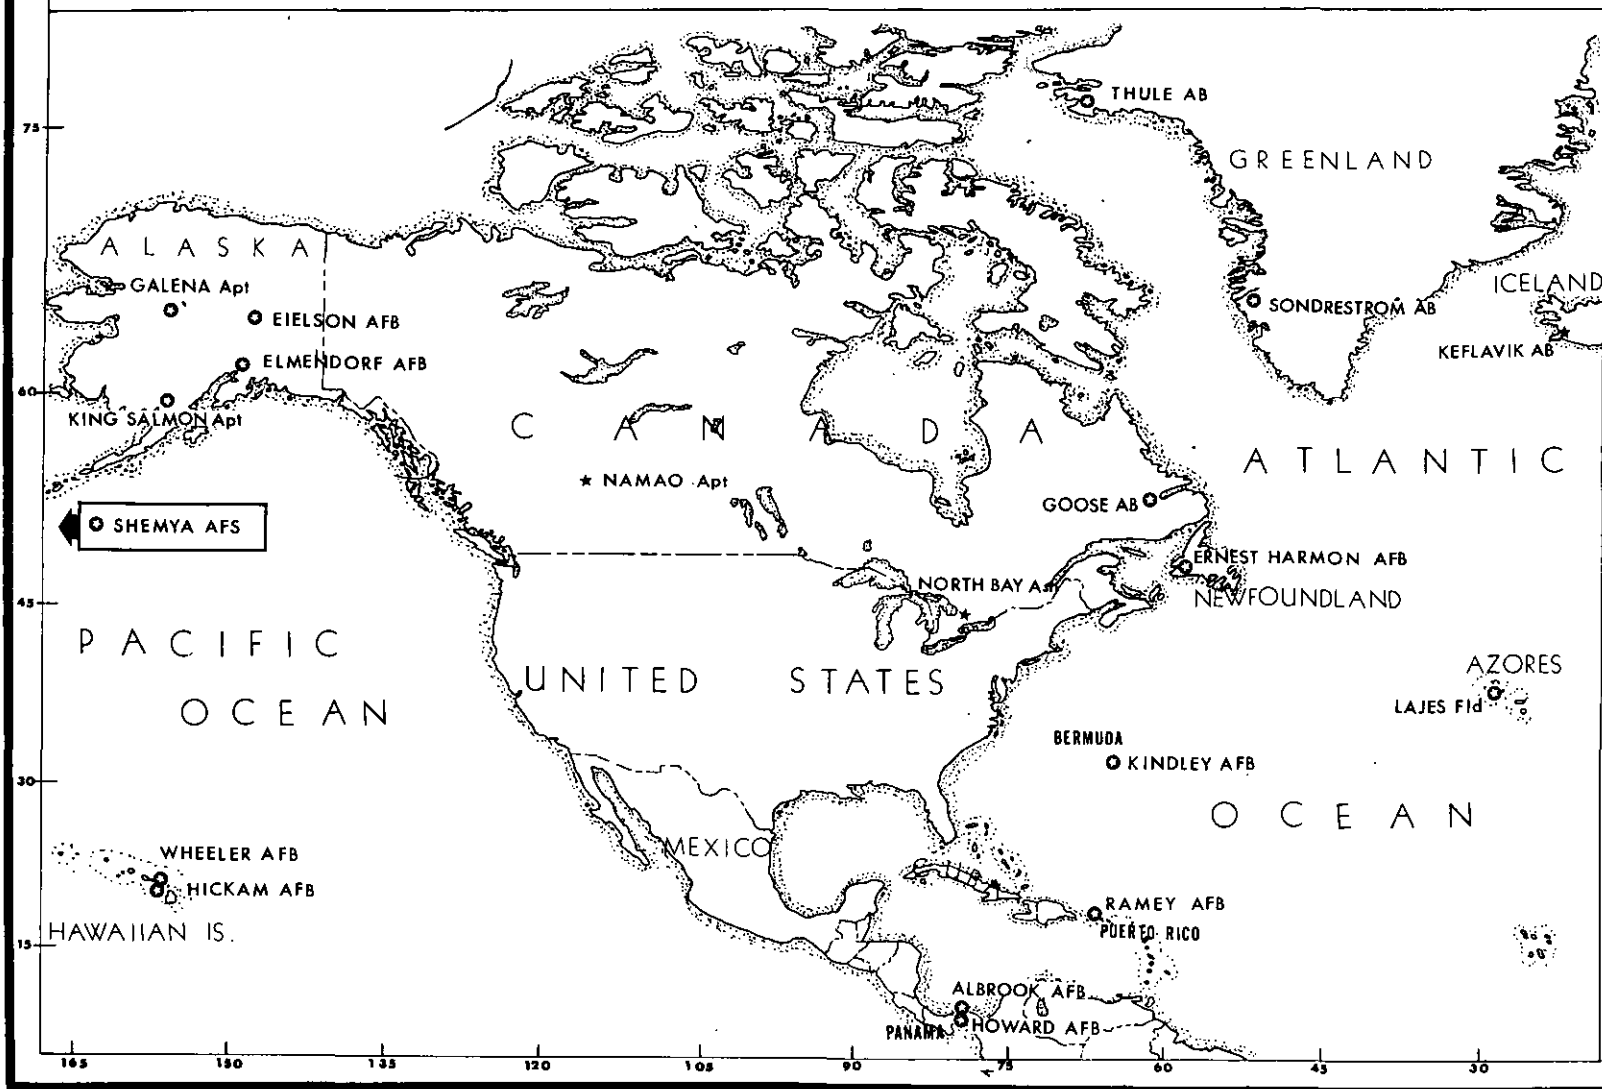 THULE AB
75
GREENLAND
ALASKA
GALENA Apt
ICELAND
EIELSON AFB
SONDRESTROM AB
KEFLAVIK AB
ELMENDORF AFB
60
KING SALMON Apt
CANADA
ATLANTIC
NAMAO Apt
GOOSE AB
SHEMYA AFS
ERNEST HARMON AFB
NORTH BAY
NEWFOUNDLAND
45
PACIFIC
UNITED STATES
AZORES
OCEAN
LAJES Fld
BERMUDA
KINDLEY AFB
30
OCEAN
MEXICO
WHEELER AFB
CUBA
HICKAM AFB
RAMEY AFB
HAWAIIAN IS.
PUERTO RICO
15
ALBROOK AFB
PANAMA
HOWARD AFB
165 150 135 120 105 90 75 60 45 30